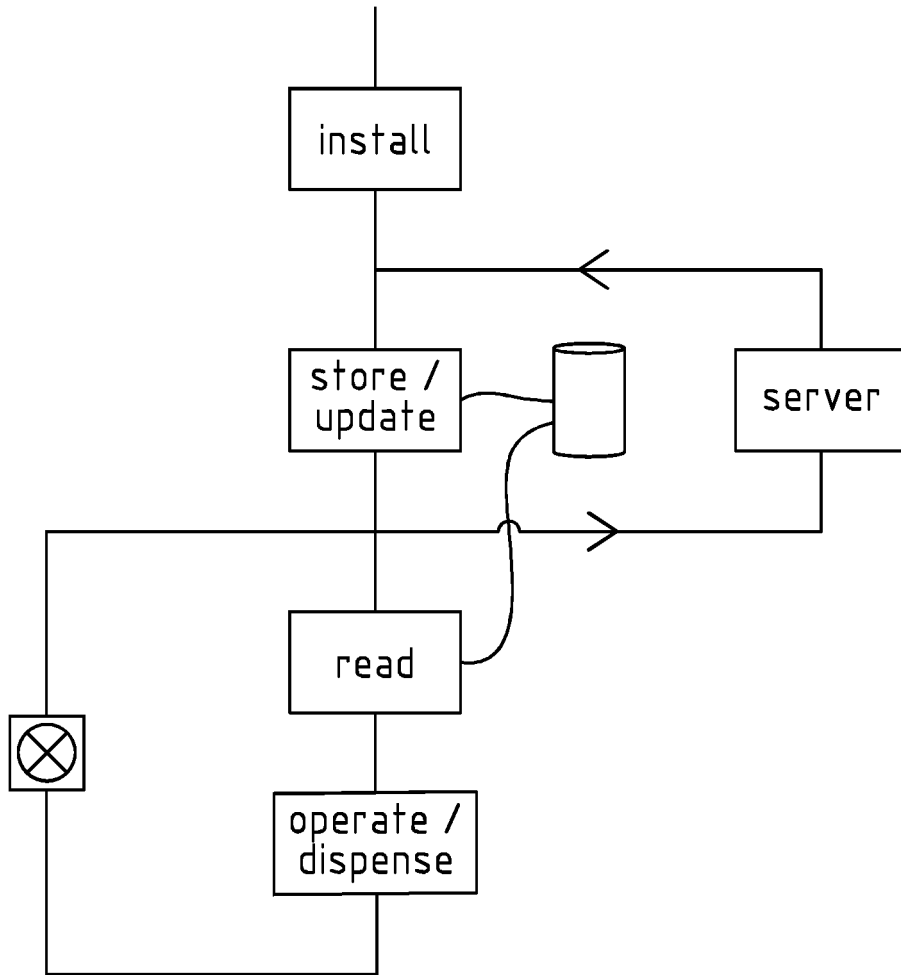 install
store /
update
server
read
operate /
dispense